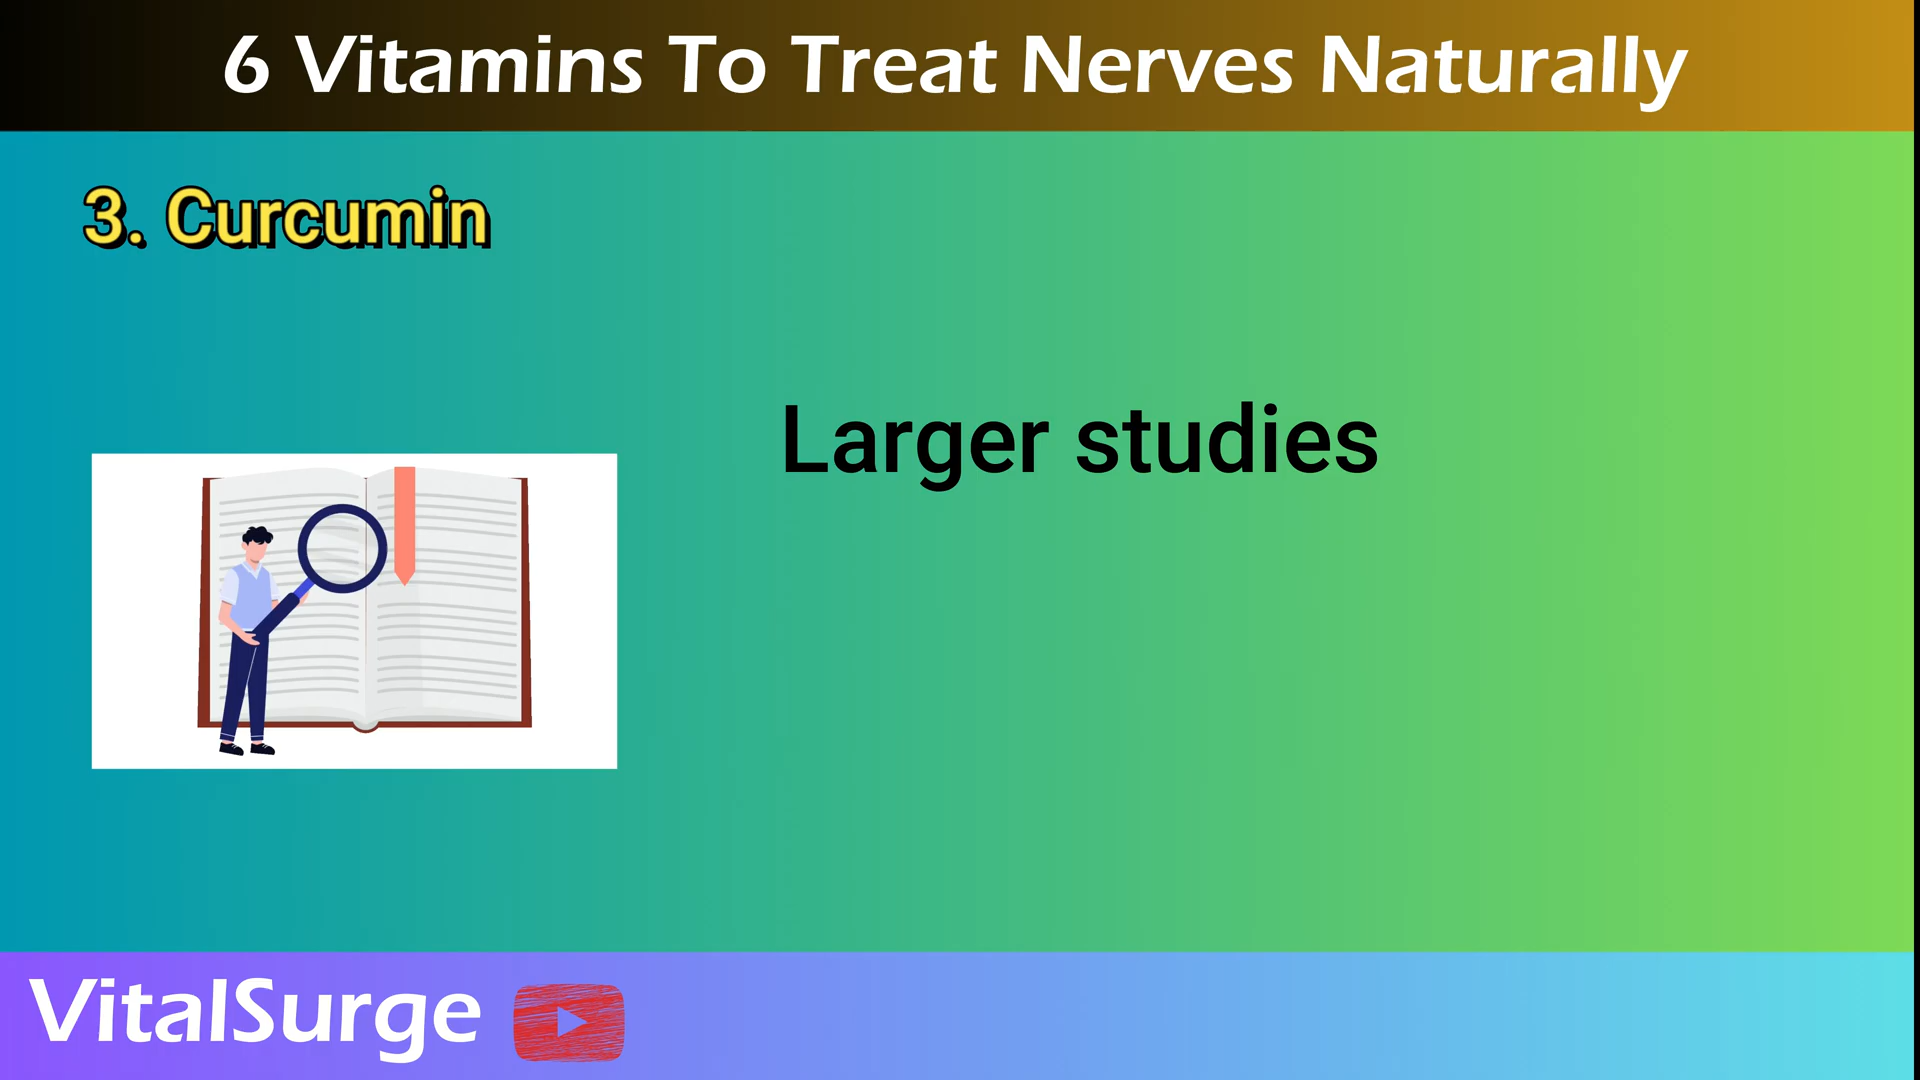 6 Vitamins To Treat Nerves Naturally
3. Curcumin
Larger studies
VitalSurge